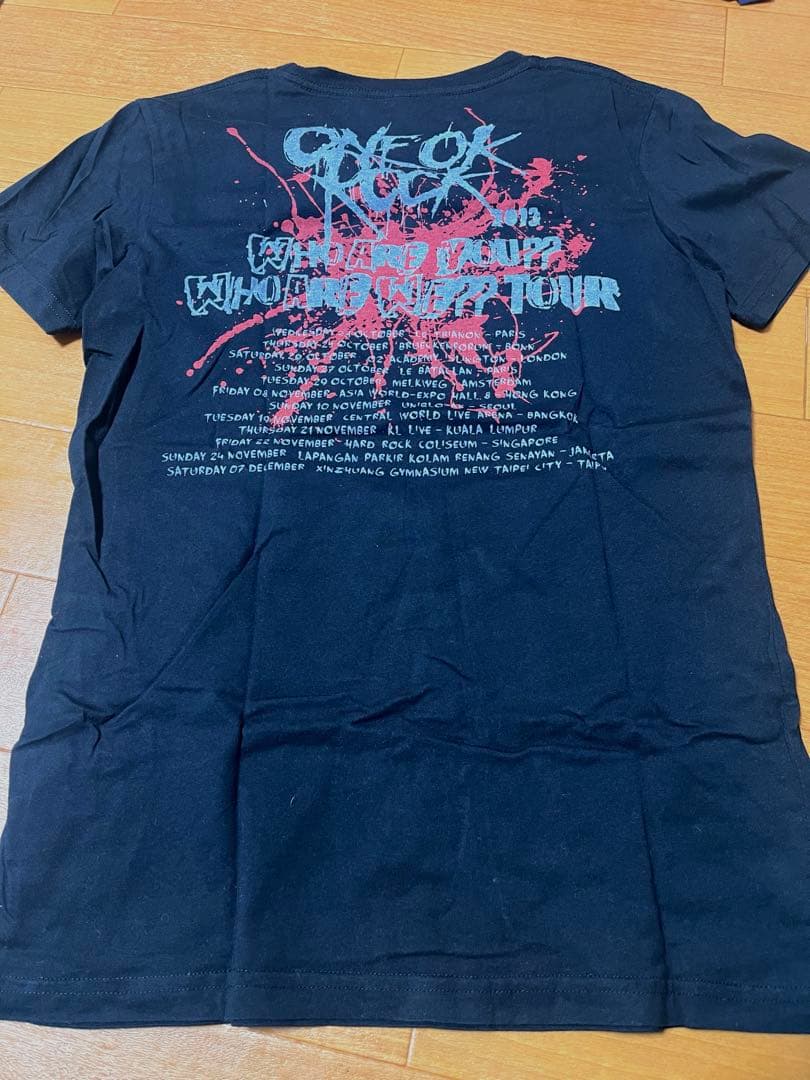 ONE OK
ROCK
2013
WHO ARE YOU??
WHO ARE WE?? TOUR
WEDNESDAY OCTOBER LE TRIANON - PARIS
THURSDAY 24 OCTOBER BRUECKENFORUM - BONN
SATURDAY 26 OCTOBER O2 ACADEMY ISLINGTON - LONDON
SUNDAY 27 OCTOBER LE BATACLAN - PARIS
TUESDAY 29 OCTOBER MELKWEG - AMSTERDAM
FRIDAY 08 NOVEMBER ASIA WORLD-EXPO HALL HONG KONG
SUNDAY 10 NOVEMBER UNIQLO-AX - SEOUL
TUESDAY NOVEMBER CENTRAL WORLD LIVE ARENA - BANGKOK
THURSDAY 21 NOVEMBER KL LIVE - KUALA LUMPUR
FRIDAY 22 NOVEMBER HARD ROCK COLISEUM - SINGAPORE
SUNDAY 24 NOVEMBER LAPANGAN PARKIR KOLAM RENANG SENAYAN - JAKARTA
SATURDAY 07 DECEMBER XINZHUANG GYMNASIUM NEW TAIPEI CITY - TAIPEI